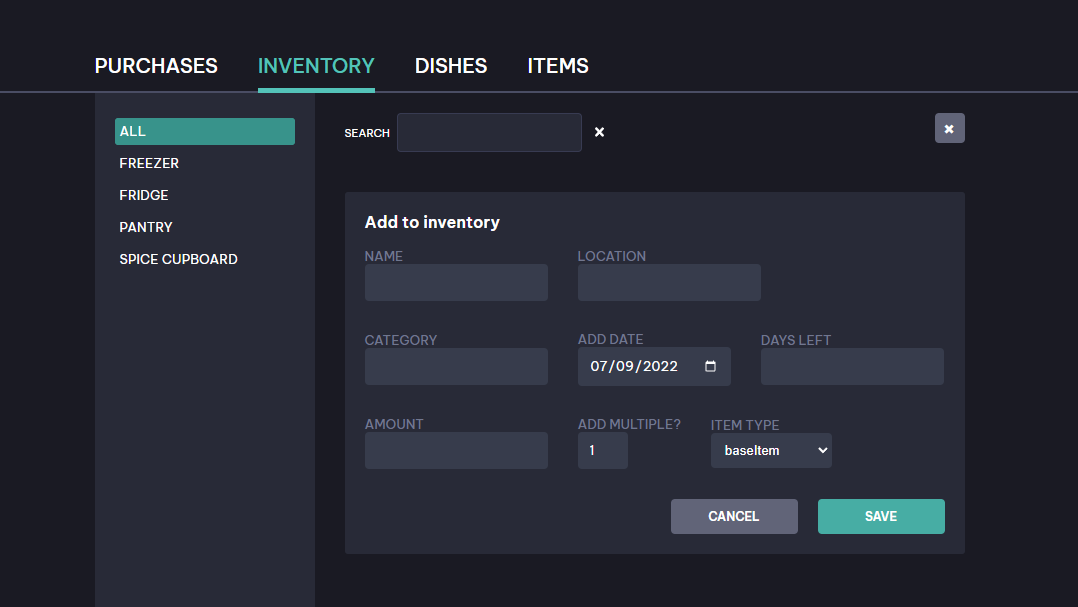 PURCHASES INVENTORY DISHES ITEMS
ALL
FREEZER
FRIDGE
PANTRY
SPICE CUPBOARD
SEARCH
Add to inventory
NAME LOCATION
CATEGORY ADD DATE DAYS LEFT
07/09/2022
AMOUNT ADD MULTIPLE? ITEM TYPE
1 baseItem
CANCEL SAVE